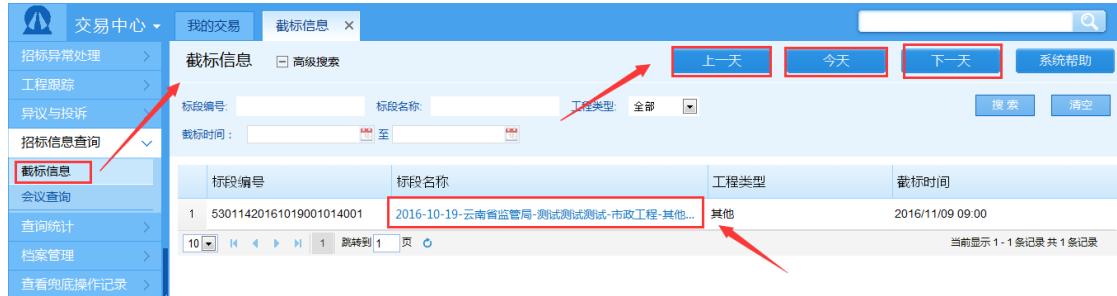 交易中心
我的交易
截标信息
招标异常处理
工程跟踪
异议与投诉
招标信息查询
截标信息
会议查询
查询统计
档案管理
查看兜底操作记录
截标信息 高级搜索
上一天 今天 下一天 系统帮助
标段编号: 标段名称: 工程类型: 全部 搜索 清空
截标时间： 至
标段编号 标段名称 工程类型 截标时间
1 53011420161019001014001 2016-10-19-云南省监管局-测试测试测试-市政工程-其他... 其他 2016/11/09 09:00
10 1 跳转到 1 页 当前显示 1 - 1 条记录 共 1 条记录